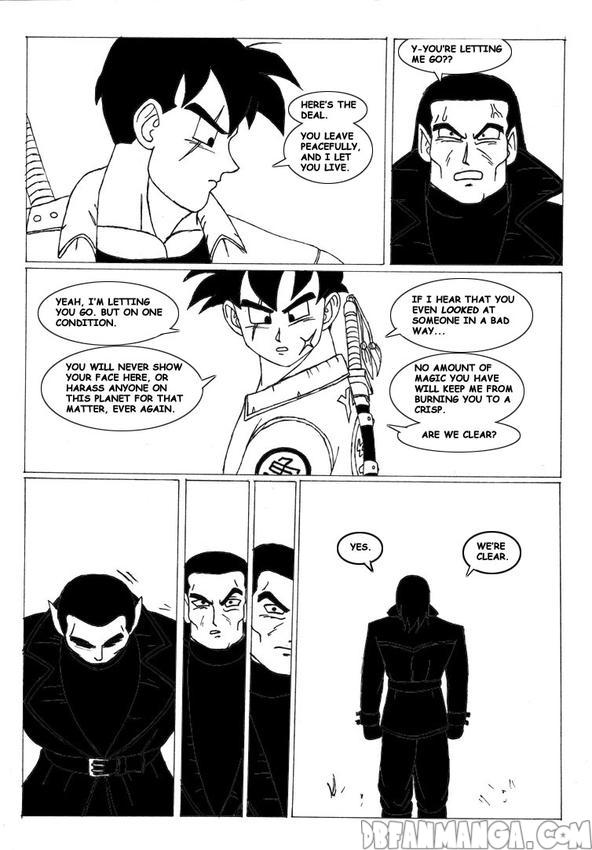 HERE'S THE
DEAL.
YOU LEAVE
PEACEFULLY,
AND I LET
YOU LIVE.
Y-YOU'RE LETTING
ME GO??
YEAH, I'M LETTING
YOU GO. BUT ON ONE
CONDITION.
YOU WILL NEVER SHOW
YOUR FACE HERE, OR
HARASS ANYONE ON
THIS PLANET FOR THAT
MATTER, EVER AGAIN.
IF I HEAR THAT YOU
EVEN LOOKED AT
SOMEONE IN A BAD
WAY...
NO AMOUNT OF
MAGIC YOU HAVE
WILL KEEP ME FROM
BURNING YOU TO A
CRISP.
ARE WE CLEAR?
YES.
WE'RE
CLEAR.
DBFANMANGA.COM